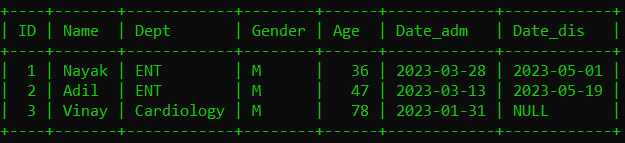 +----+-------+------------+--------+------+------------+------------+
| ID | Name  | Dept       | Gender | Age  | Date_adm   | Date_dis   |
+----+-------+------------+--------+------+------------+------------+
|  1 | Nayak | ENT        | M      |   36 | 2023-03-28 | 2023-05-01 |
|  2 | Adil  | ENT        | M      |   47 | 2023-03-13 | 2023-05-19 |
|  3 | Vinay | Cardiology | M      |   78 | 2023-01-31 | NULL       |
+----+-------+------------+--------+------+------------+------------+